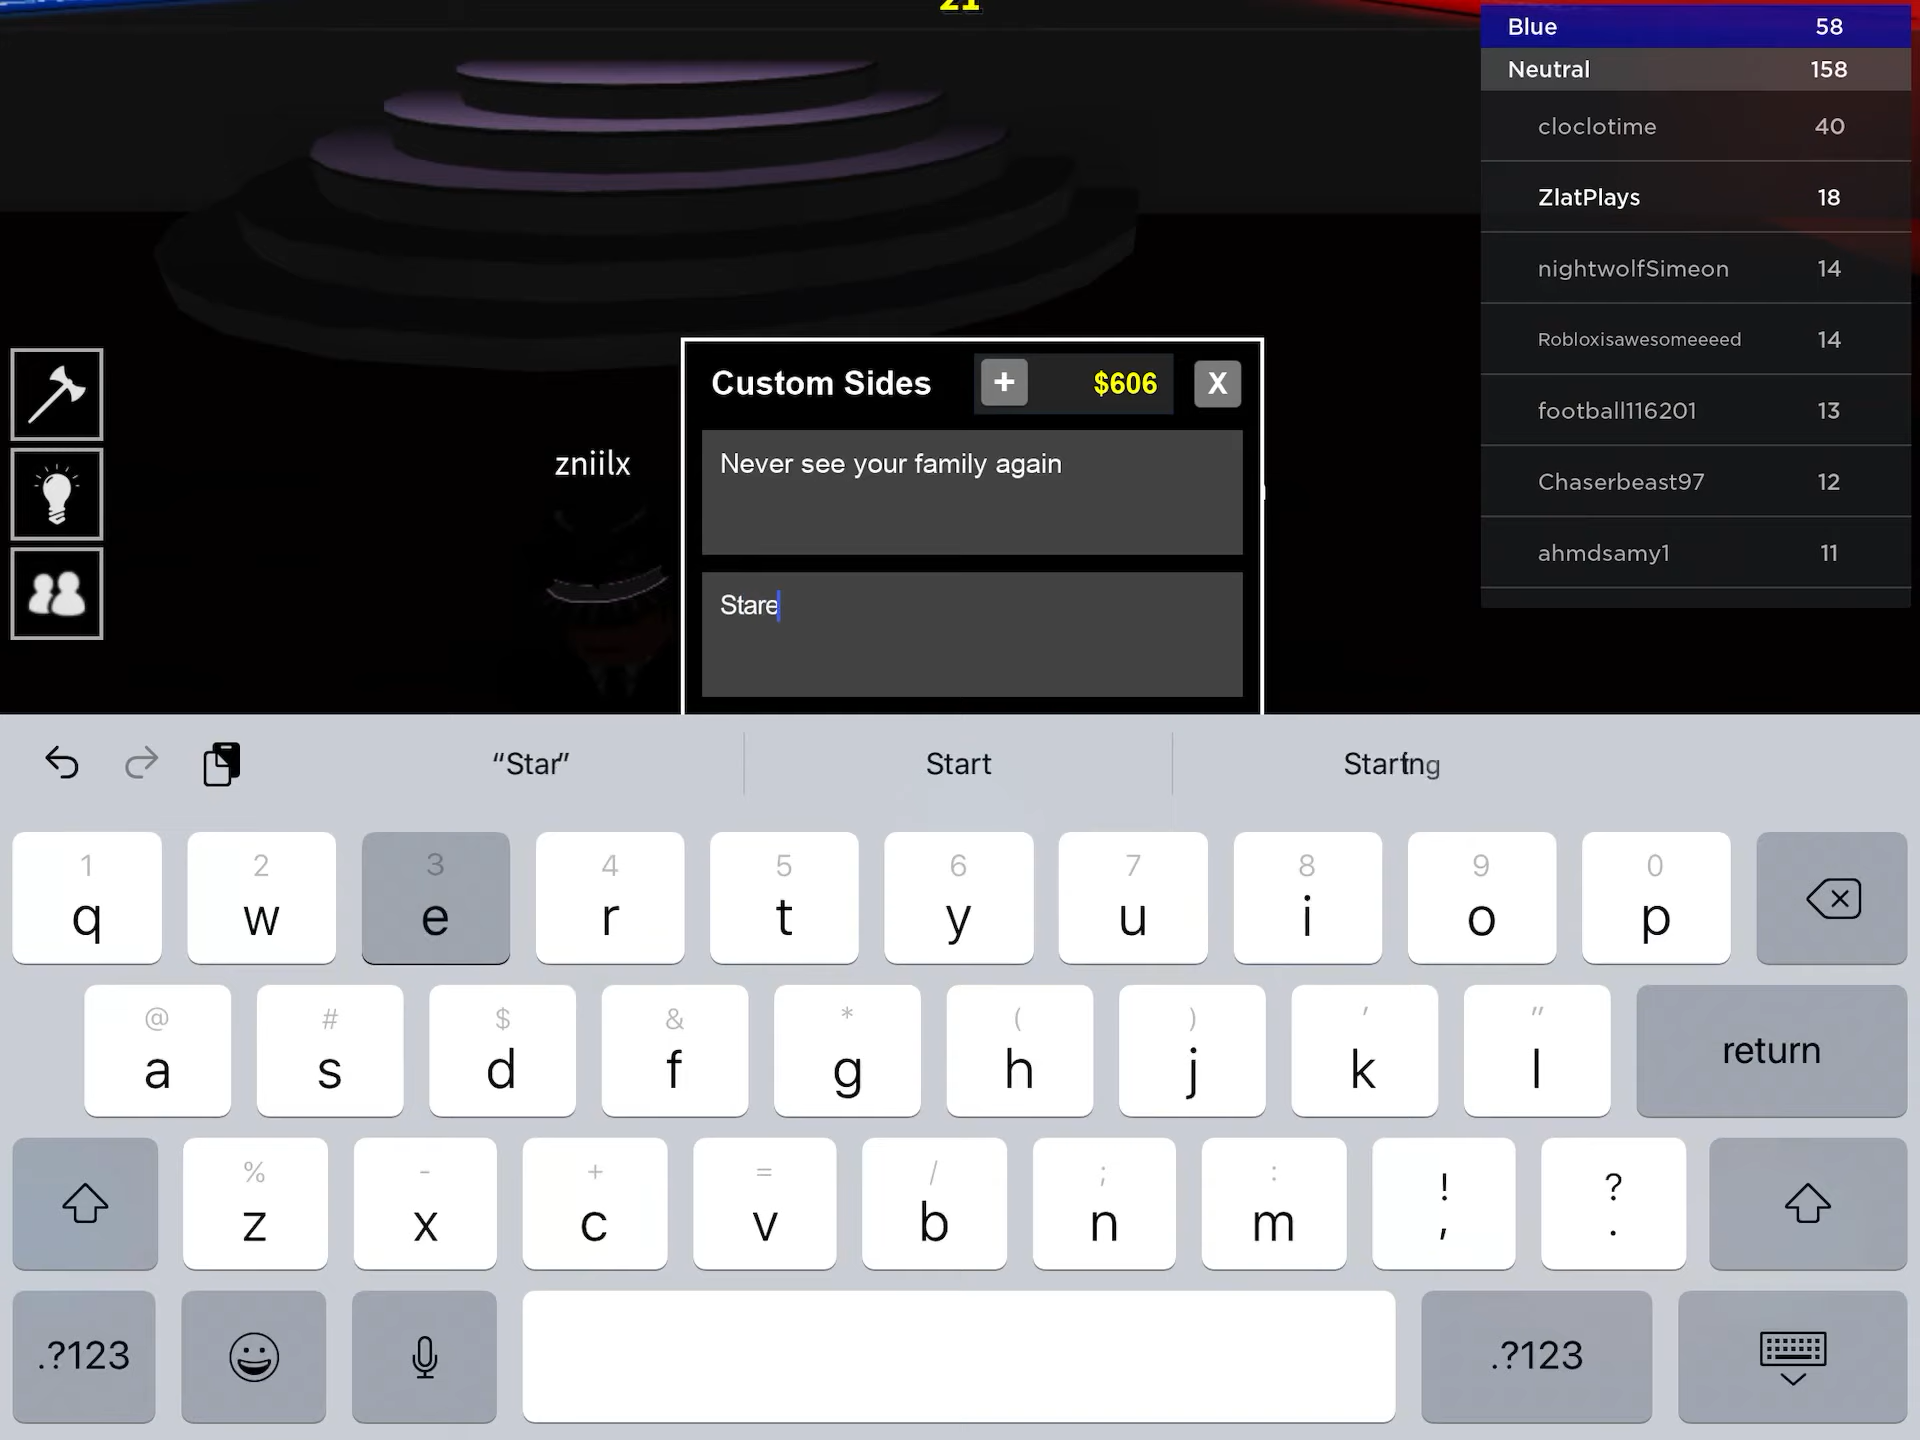 21
Blue 58
Neutral 158
cloclotime 40
ZlatPlays 18
nightwolfSimeon 14
Robloxisawesomeeeed 14
football116201 13
Chaserbeast97 12
ahmdsamy1 11
Custom Sides + $606 X
zniilx
Never see your family again
Stare
“Star” Start
1 2 3 4 5 6 7 8 9 0
q w e r t y u i o p
@ # $ & * ( ) ' "
a s d f g h j k l return
% - + = / ; : ! ?
z x c v b n m , .
.?123 .?123